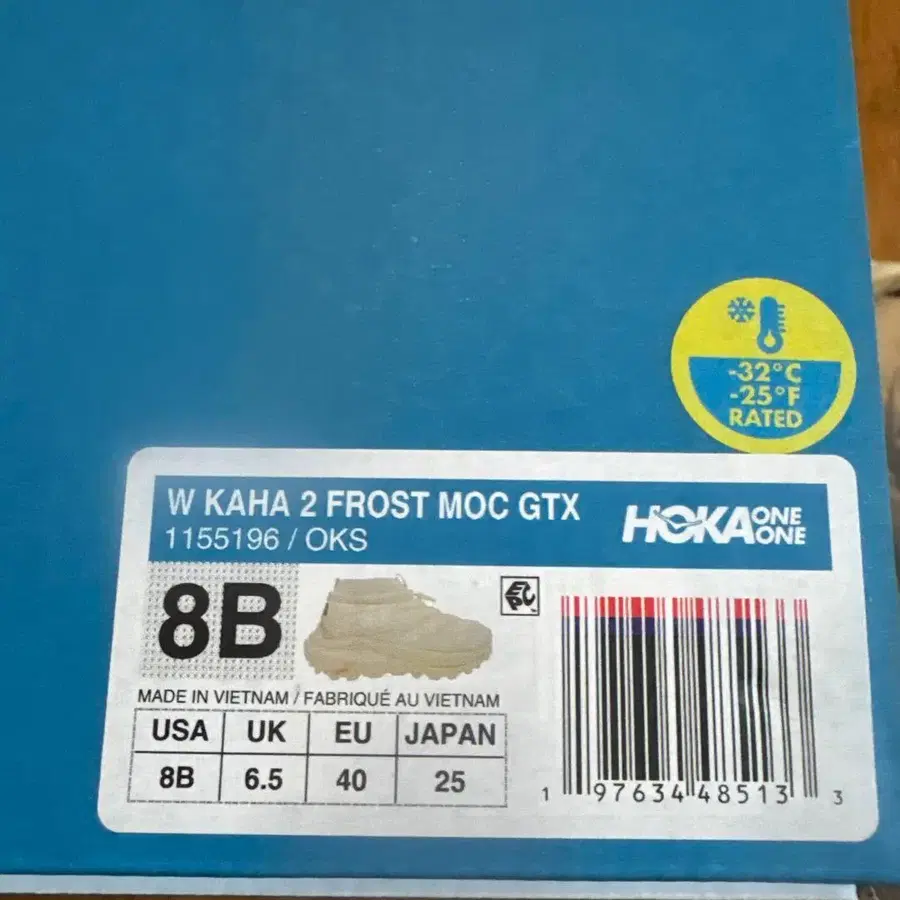 -32°C
-25°F
RATED
W KAHA 2 FROST MOC GTX
1155196 / OKS
HOKA ONE ONE
8B
EPC
MADE IN VIETNAM / FABRIQUÉ AU VIETNAM
USA UK EU JAPAN
8B 6.5 40 25
1 97634 48513 3